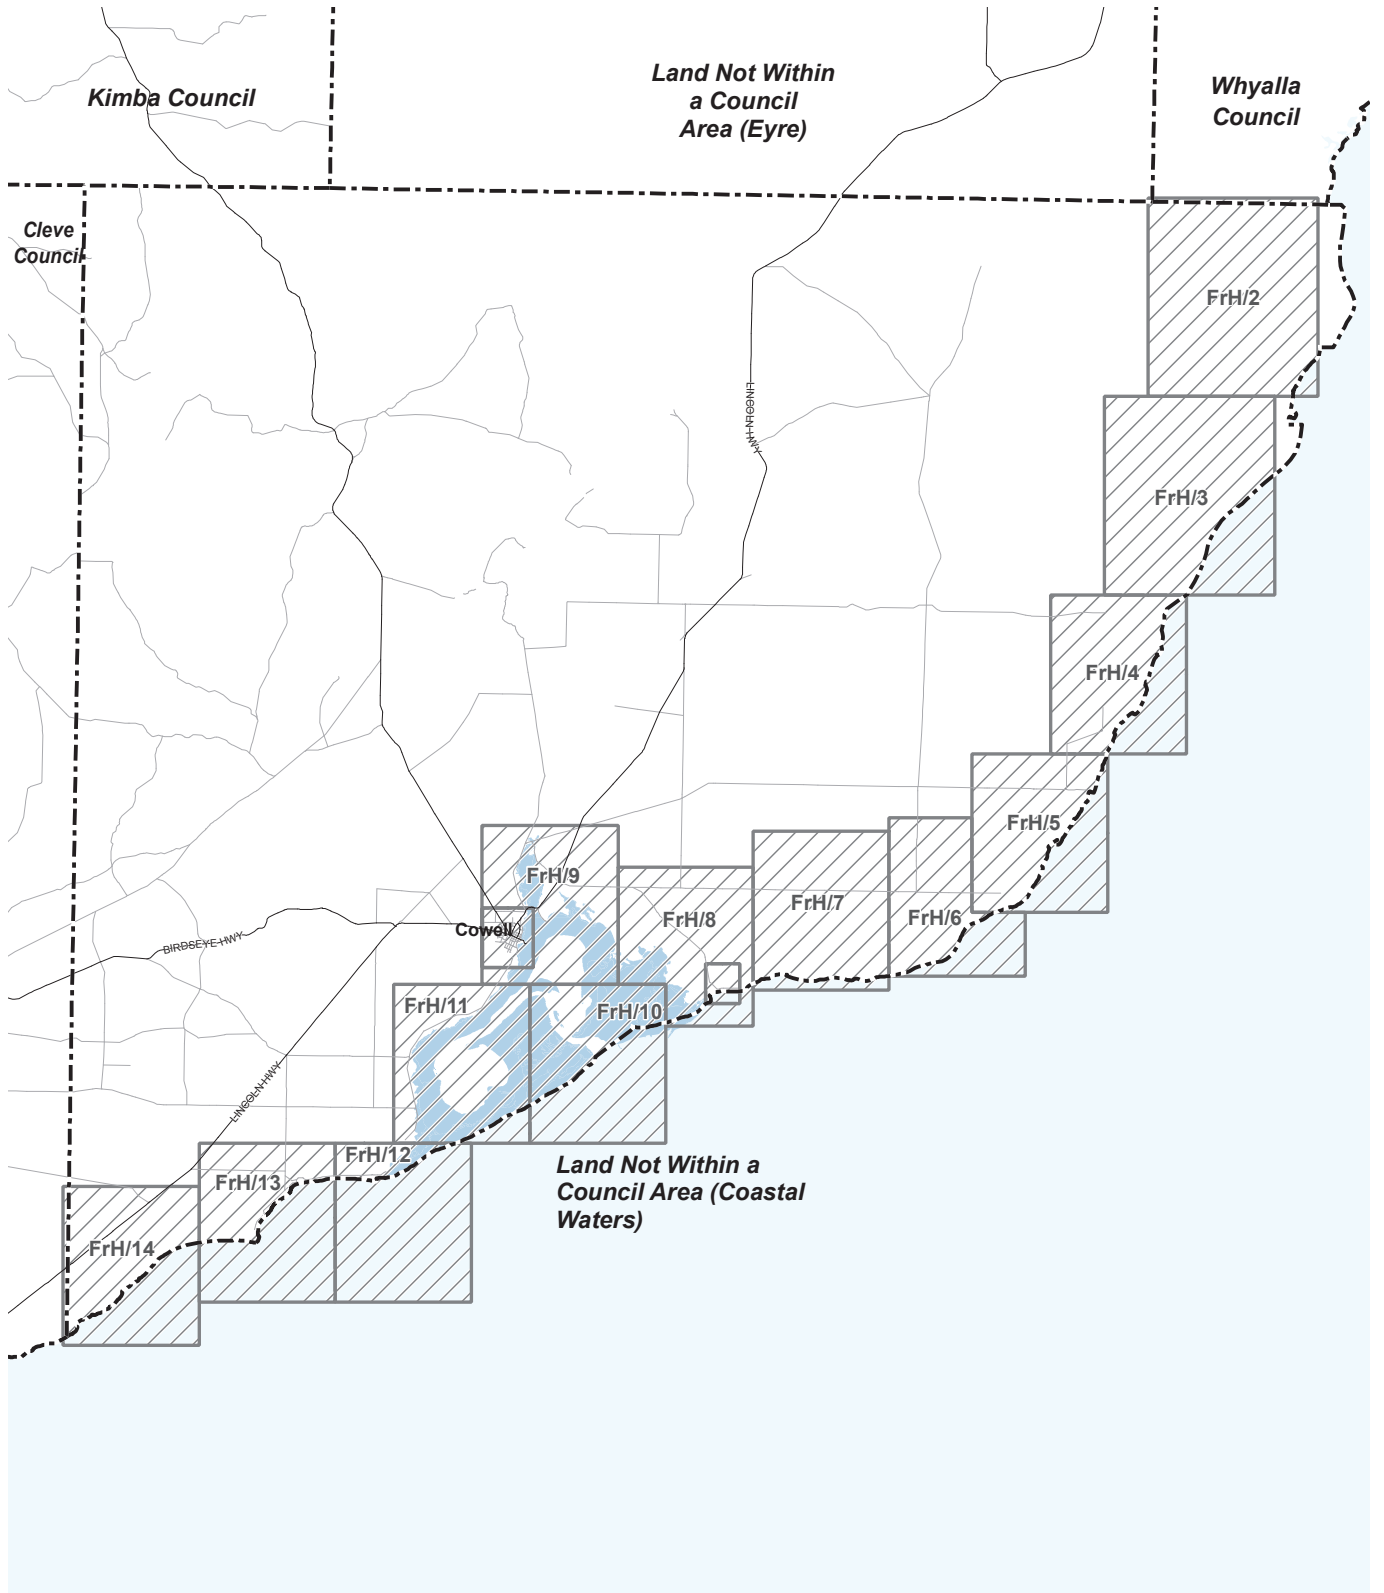 Kimba Council
Land Not Within
a Council
Area (Eyre)
Whyalla
Council
Cleve
Council
FrH/2
LINCOLN HWY
FrH/3
FrH/4
FrH/5
FrH/9
FrH/7
FrH/8
FrH/6
Cowell
BIRDSEYE HWY
FrH/11
FrH/10
LINCOLN HWY
FrH/12
FrH/13
Land Not Within a
Council Area (Coastal
Waters)
FrH/14